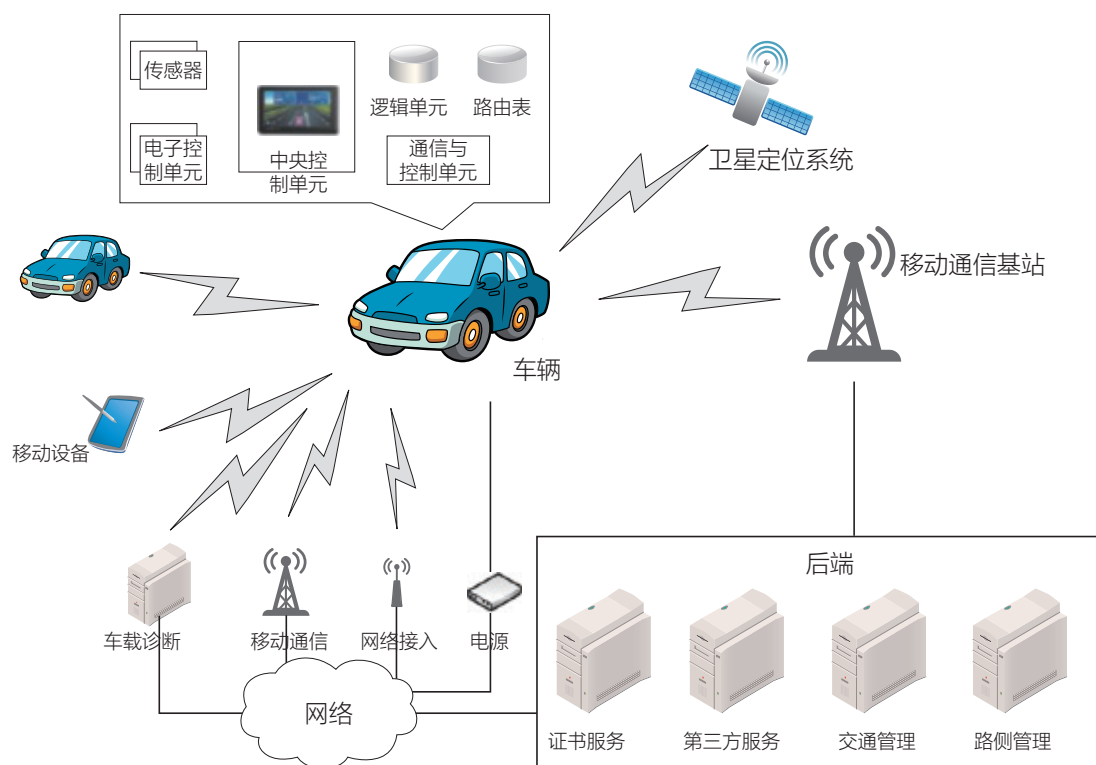 传感器
逻辑单元
路由表
电子控
制单元
中央控
制单元
通信与
控制单元
卫星定位系统
移动通信基站
车辆
移动设备
后端
车载诊断
移动通信
网络接入
电源
网络
证书服务
第三方服务
交通管理
路侧管理